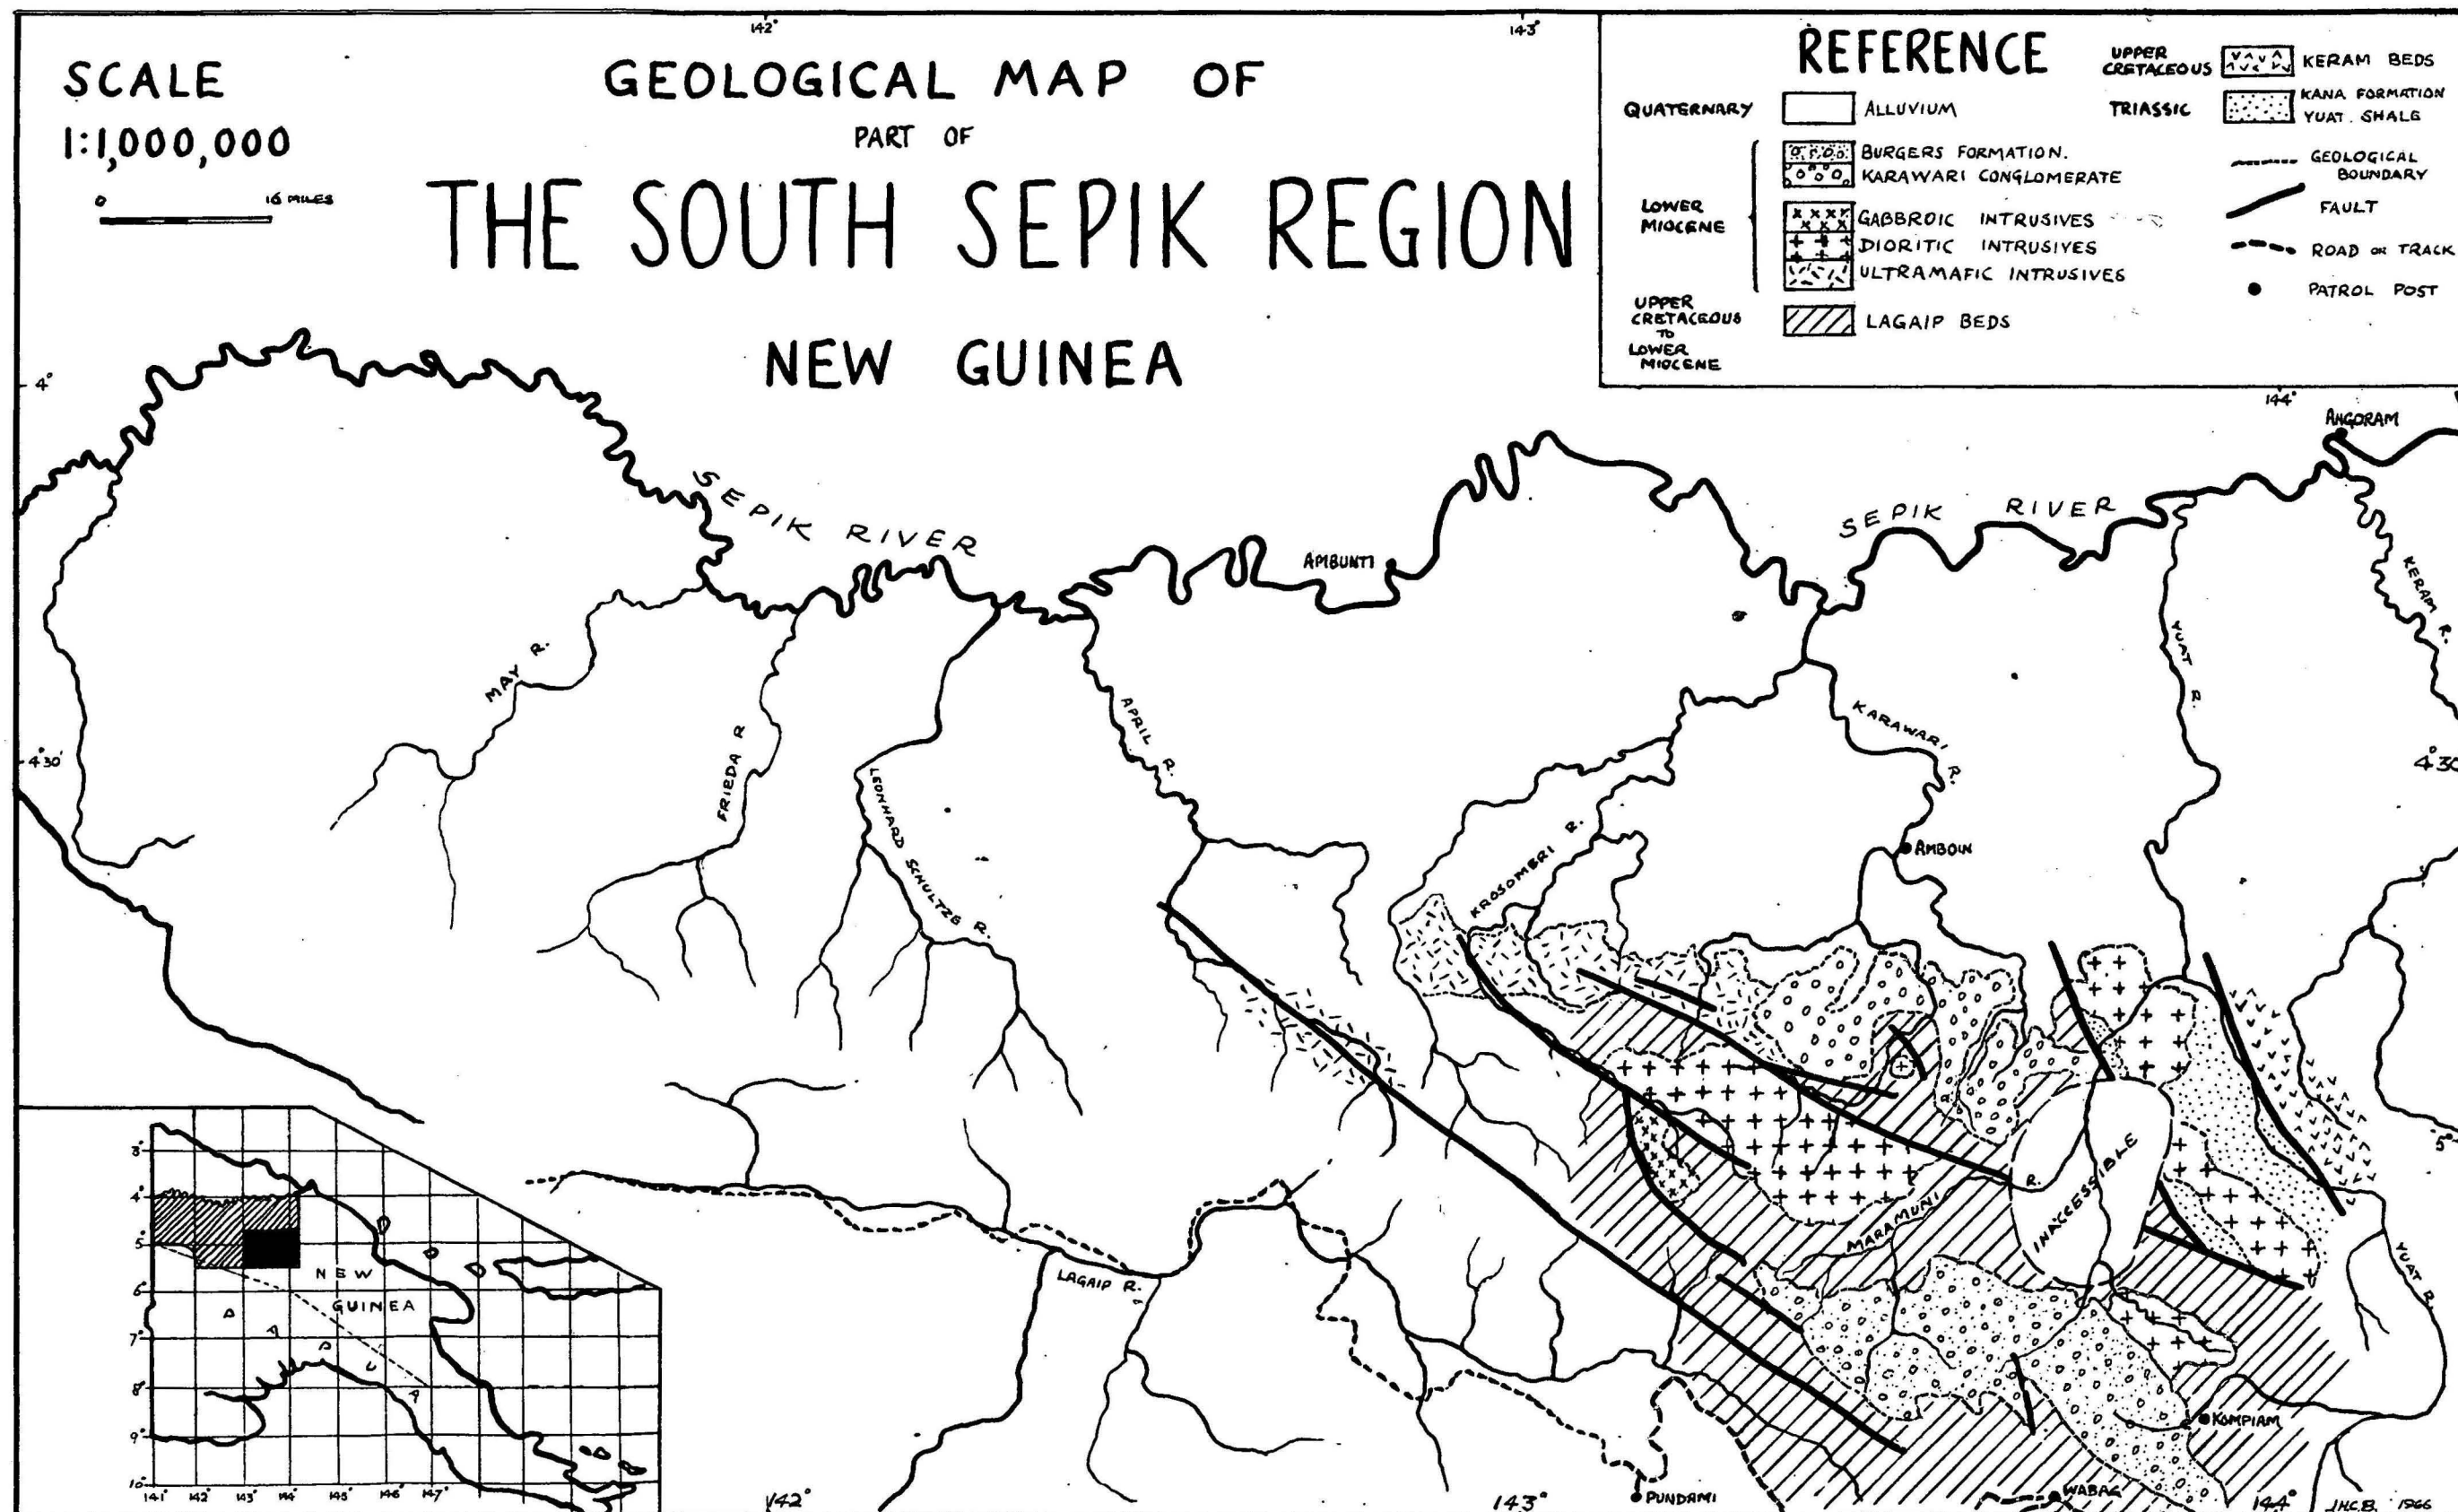 142°
143°
SCALE
1:1,000,000
0 16 MILES
GEOLOGICAL MAP OF
PART OF
THE SOUTH SEPIK REGION
NEW GUINEA
REFERENCE
QUATERNARY
ALLUVIUM
LOWER
MIOCENE
BURGERS FORMATION.
KARAWARI CONGLOMERATE
GABBROIC INTRUSIVES
DIORITIC INTRUSIVES
ULTRAMAFIC INTRUSIVES
UPPER
CRETACEOUS
TO
LOWER
MIOCENE
LAGAIP BEDS
UPPER
CRETACEOUS
KERAM BEDS
TRIASSIC
KANA FORMATION
YUAT. SHALE
GEOLOGICAL
BOUNDARY
FAULT
ROAD OR TRACK
PATROL POST
4°
144°
ANGORAM
SEPIK RIVER
AMBUNTI
SEPIK RIVER
KERAM R.
MAY R.
YUAT R.
APRIL R.
KARAWARI R.
FRIEDA R
4°30'
4°30
LEONHARD SCHULTZE R.
KROSOMBRI R.
AMBOIN
5°
INACCESSIBLE
MARAMUNI R.
YUAT R.
LAGAIP R.
KOMPIAM
PUNDAMI
WABAG
142°
143°
144°
J.H.C.B. 1966
3°
4°
5°
6°
7°
8°
9°
10°
NEW
GUINEA
PAPUA
141° 142° 143° 144° 145° 146° 147°